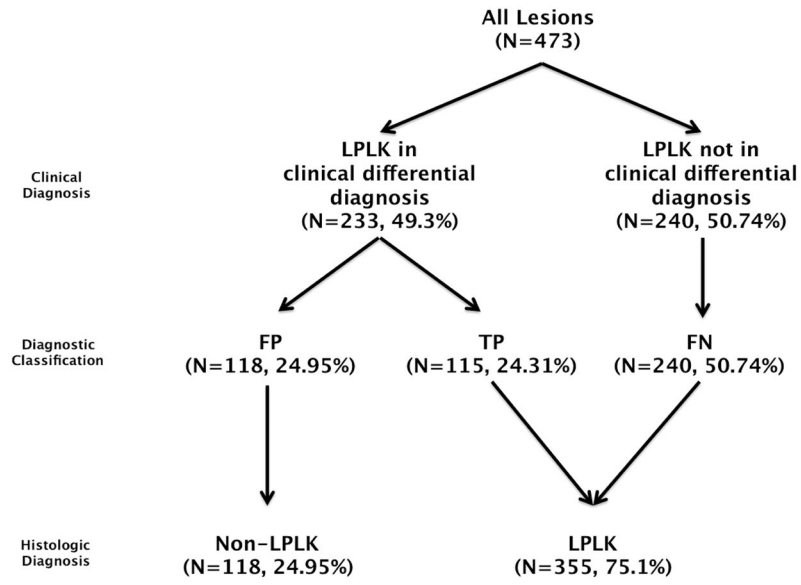 All Lesions
(N=473)
Clinical
Diagnosis
LPLK in
clinical differential
diagnosis
(N=233, 49.3%)
LPLK not in
clinical differential
diagnosis
(N=240, 50.74%)
Diagnostic
Classification
FP
(N=118, 24.95%)
TP
(N=115, 24.31%)
FN
(N=240, 50.74%)
Histologic
Diagnosis
Non-LPLK
(N=118, 24.95%)
LPLK
(N=355, 75.1%)